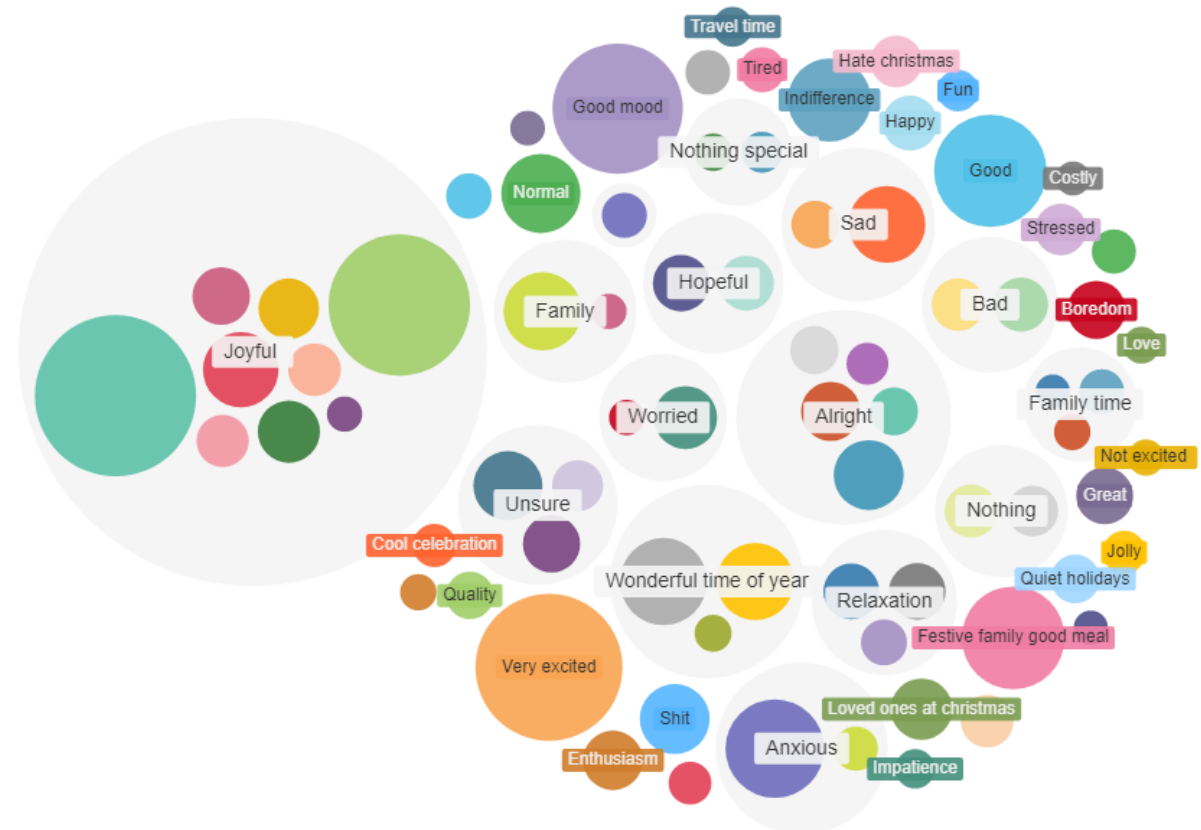 Travel time
Tired
Hate christmas
Indifference
Fun
Good mood
Happy
Nothing special
Good
Costly
Normal
Sad
Stressed
Hopeful
Family
Bad
Boredom
Love
Joyful
Family time
Worried
Alright
Not excited
Great
Unsure
Nothing
Cool celebration
Jolly
Wonderful time of year
Quiet holidays
Quality
Relaxation
Festive family good meal
Very excited
Loved ones at christmas
Shit
Anxious
Enthusiasm
Impatience